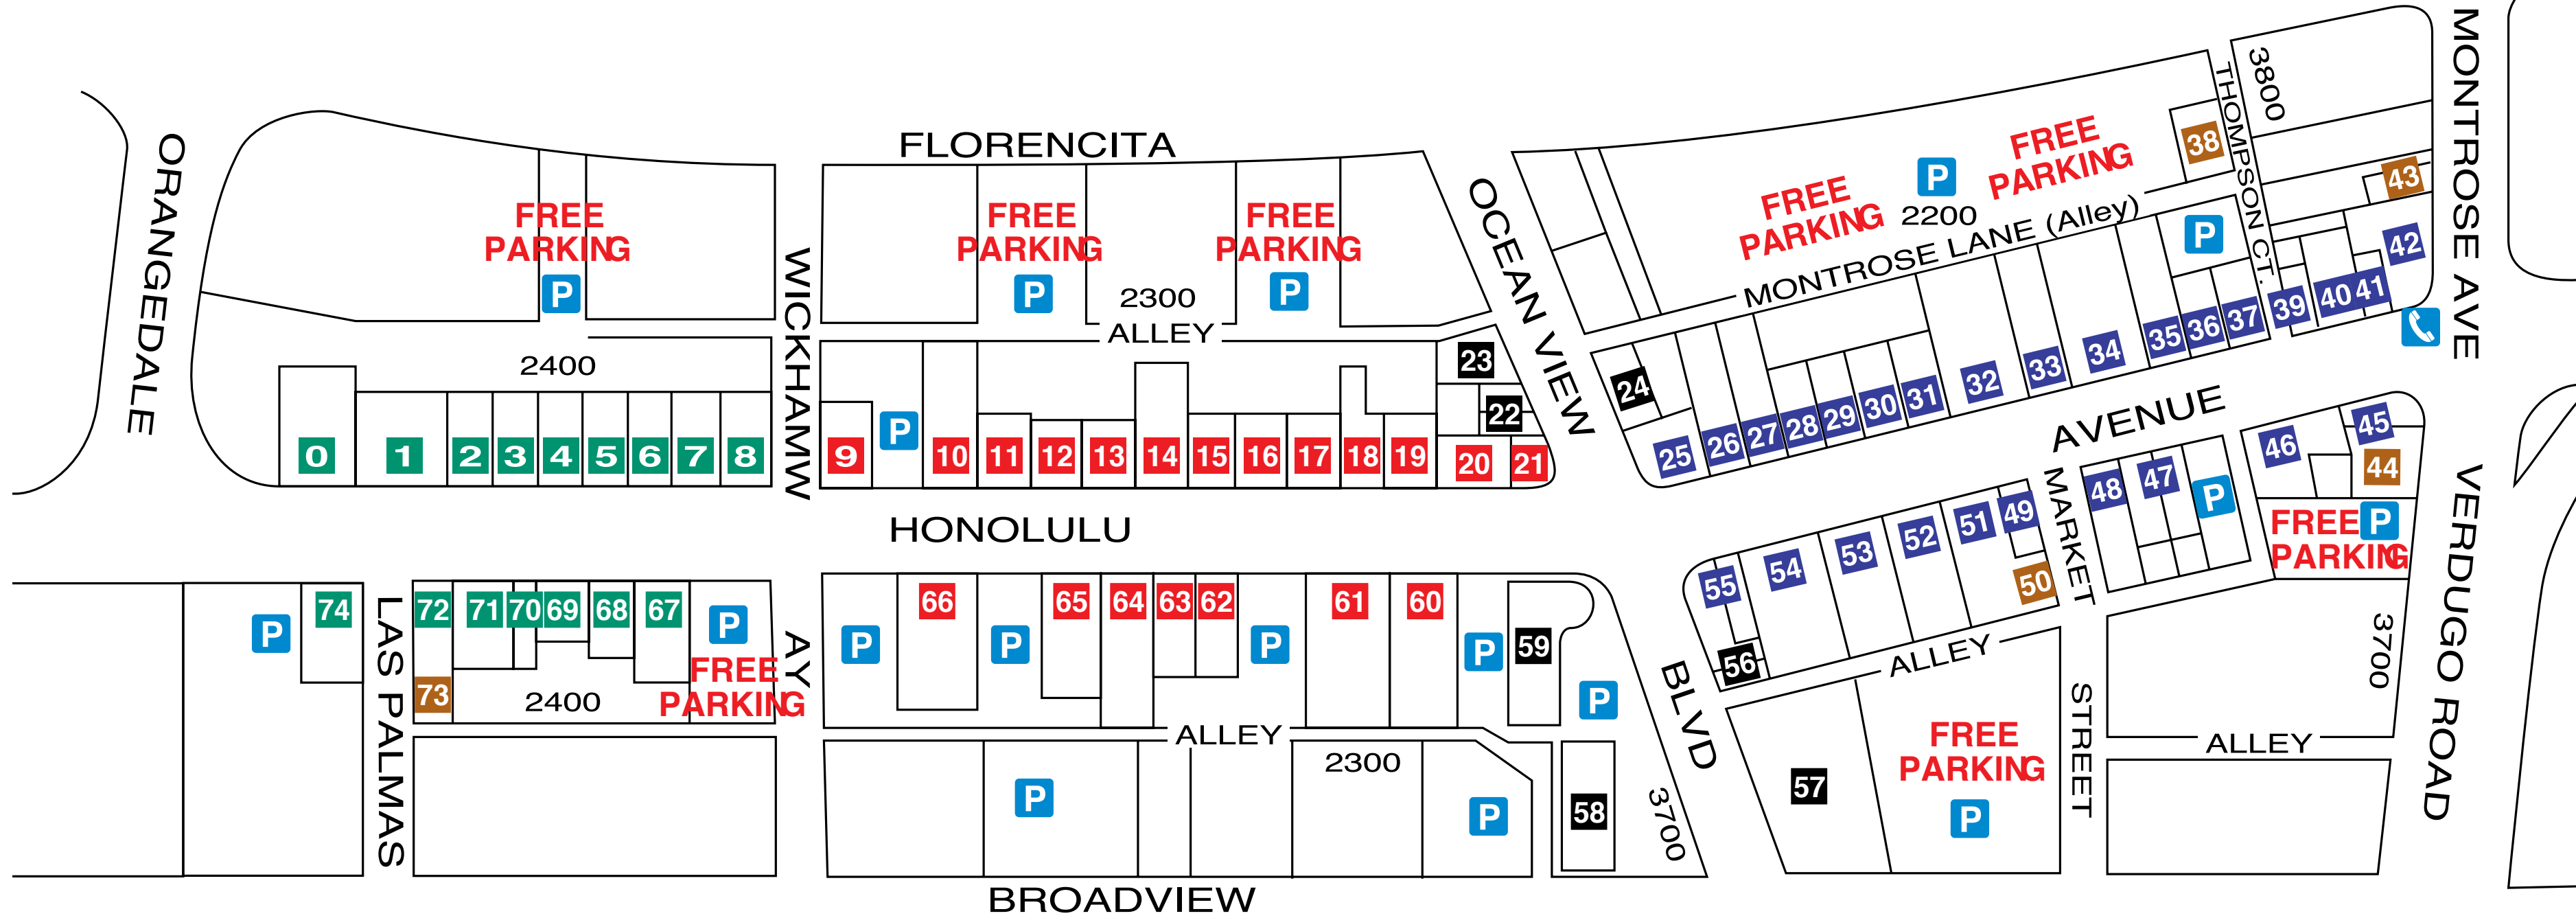 ORANGEDALE
FREE
PARKING
P
2400
0 1 2 3 4 5 6 7 8
WICKHAMW
AY
FLORENCITA
FREE
PARKING
P
2300
FREE
PARKING
P
ALLEY
9 P 10 11 12 13 14 15 16 17 18 19 20 21
23
22
OCEAN VIEW
BLVD
HONOLULU
AVENUE
FREE
PARKING
P
2200
FREE
PARKING
MONTROSE LANE (Alley)
38
THOMPSON CT.
3800
43
MONTROSE AVE
P
24
25 26 27 28 29 30 31 32 33 34 35 36 37 39 40 41 42
P
74
LAS PALMAS
72 71 70 69 68 67 P
73
2400
FREE
PARKING
P 66 P 65 64 63 62 P 61 60 P 59
P
ALLEY
2300
P
P
58
3700
BROADVIEW
55 54 53 52 51 49
50
56
ALLEY
57
FREE
PARKING
P
MARKET
STREET
48 47 P
46 45
44
FREE P
PARKING
3700
ALLEY
VERDUGO ROAD